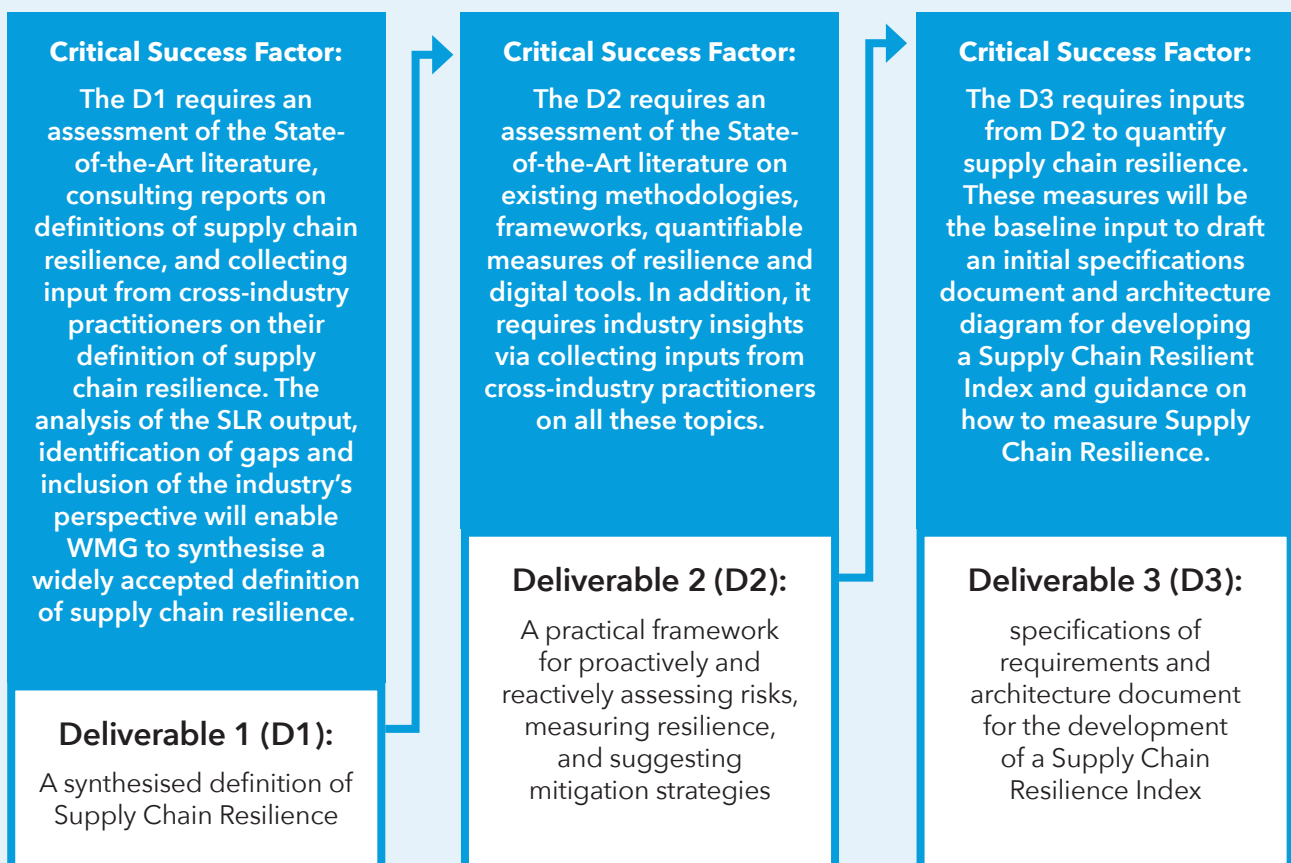 Critical Success Factor:
The D1 requires an
assessment of the State-
of-the-Art literature,
consulting reports on
definitions of supply chain
resilience, and collecting
input from cross-industry
practitioners on their
definition of supply
chain resilience. The
analysis of the SLR output,
identification of gaps and
inclusion of the industry's
perspective will enable
WMG to synthesise a
widely accepted definition
of supply chain resilience.
Deliverable 1 (D1):
A synthesised definition of
Supply Chain Resilience
Critical Success Factor:
The D2 requires an
assessment of the State-
of-the-Art literature on
existing methodologies,
frameworks, quantifiable
measures of resilience and
digital tools. In addition, it
requires industry insights
via collecting inputs from
cross-industry practitioners
on all these topics.
Deliverable 2 (D2):
A practical framework
for proactively and
reactively assessing risks,
measuring resilience,
and suggesting
mitigation strategies
Critical Success Factor:
The D3 requires inputs
from D2 to quantify
supply chain resilience.
These measures will be
the baseline input to draft
an initial specifications
document and architecture
diagram for developing
a Supply Chain Resilient
Index and guidance on
how to measure Supply
Chain Resilience.
Deliverable 3 (D3):
specifications of
requirements and
architecture document
for the development
of a Supply Chain
Resilience Index